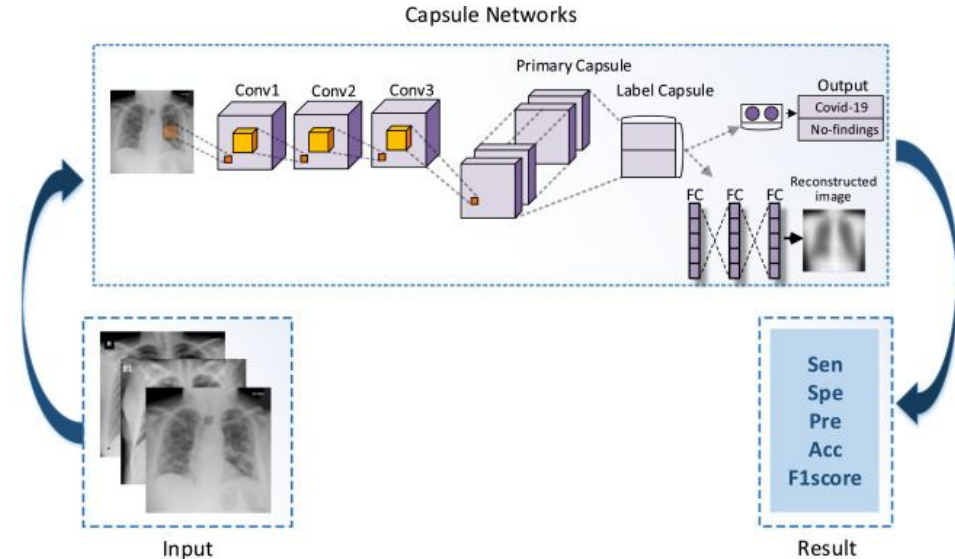 Capsule Networks
Conv1
Conv2
Conv3
Primary Capsule
Label Capsule
Output
Covid-19
No-findings
FC
FC
FC
Reconstructed
image
Input
Sen
Spe
Pre
Acc
F1score
Result